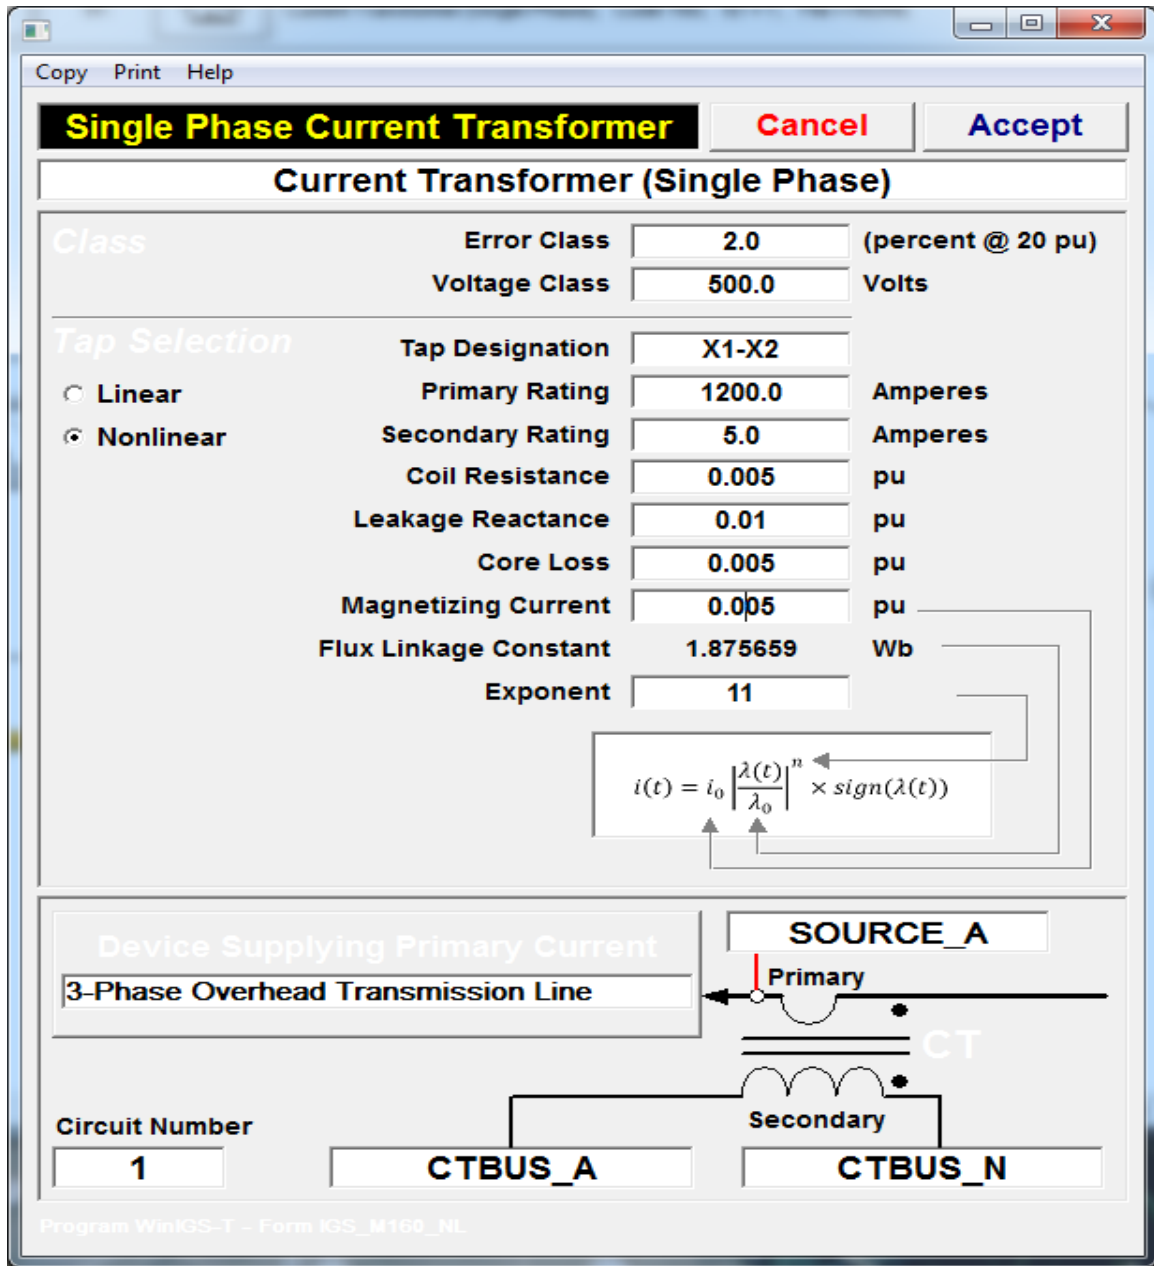 Copy Print Help
Single Phase Current Transformer Cancel Accept
Current Transformer (Single Phase)
Class
Error Class 2.0 (percent @ 20 pu)
Voltage Class 500.0 Volts
Tap Selection
Tap Designation X1-X2
Linear Primary Rating 1200.0 Amperes
Nonlinear Secondary Rating 5.0 Amperes
Coil Resistance 0.005 pu
Leakage Reactance 0.01 pu
Core Loss 0.005 pu
Magnetizing Current 0.005 pu
Flux Linkage Constant 1.875659 Wb
Exponent 11
i(t) = i₀ |λ(t)/λ₀|ⁿ × sign(λ(t))
Device Supplying Primary Current
3-Phase Overhead Transmission Line
SOURCE_A
Primary
CT
Secondary
Circuit Number
1 CTBUS_A CTBUS_N
Program WinIGS-T - Form IGS_M160_NL